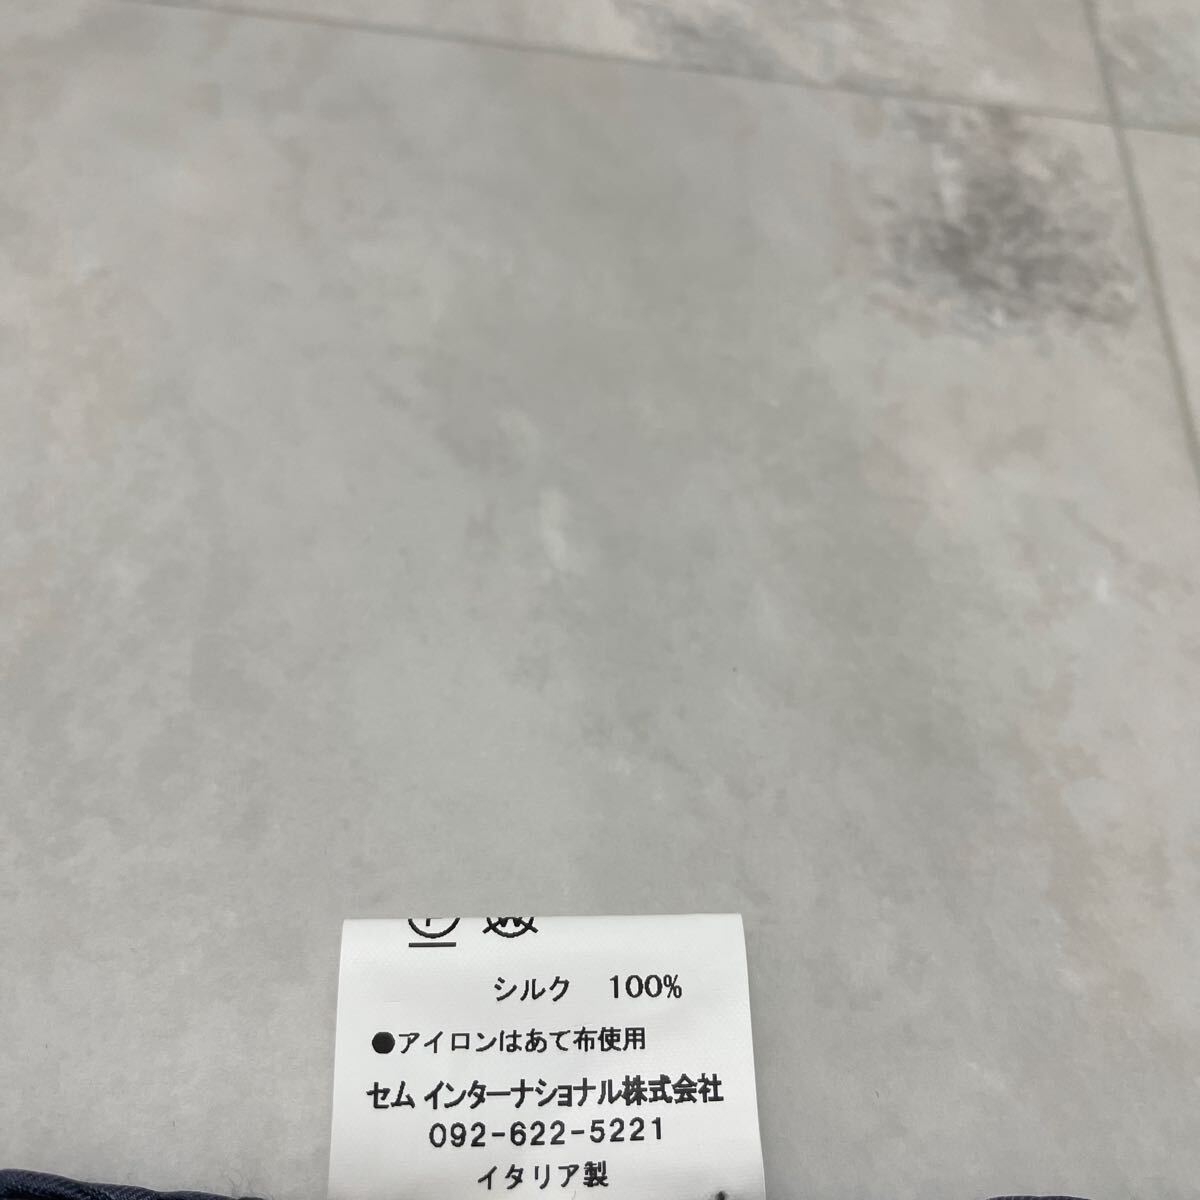 シルク 100%
●アイロンはあて布使用
セム インターナショナル株式会社
092-622-5221
イタリア製